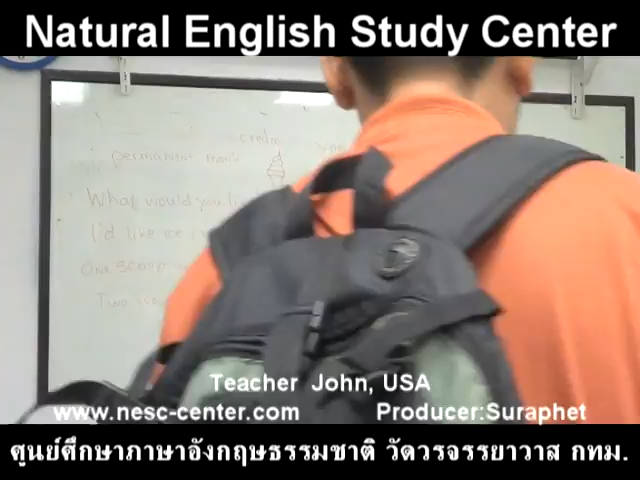 Natural English Study Center
cream
permanent mark
What would you li
I'd like ice
One scoop
Two
Teacher John, USA
www.nesc-center.com Producer:Suraphet
ศูนย์ศึกษาภาษาอังกฤษธรรมชาติ วัดวรจรรยาวาส กทม.